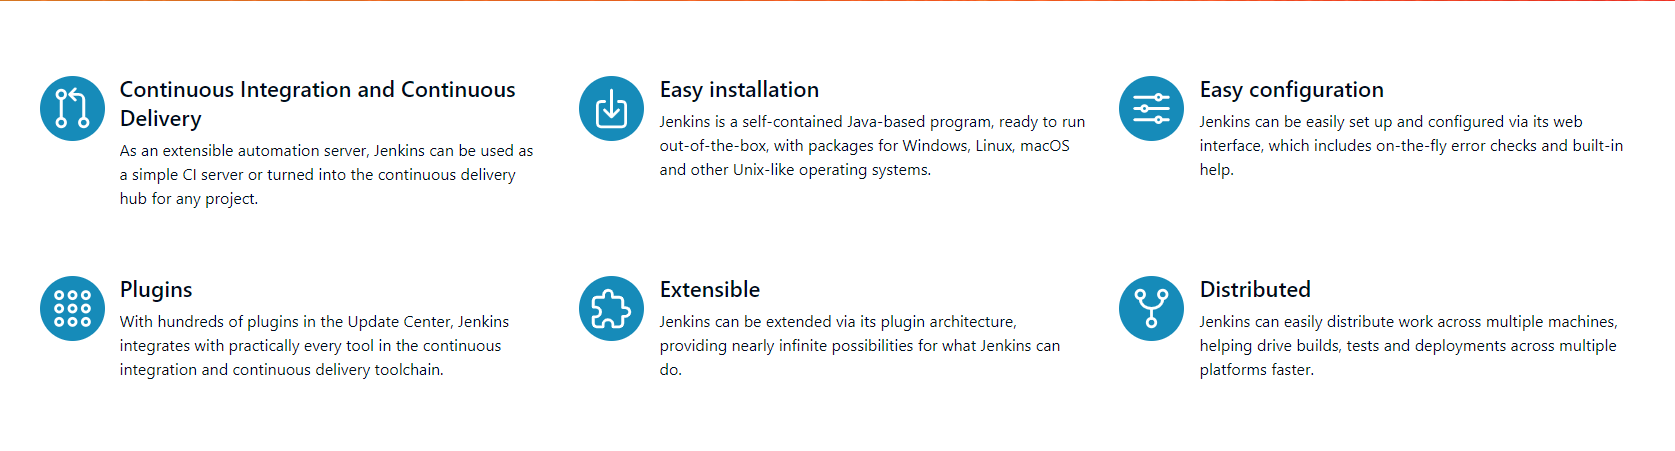 Continuous Integration and Continuous
Delivery
As an extensible automation server, Jenkins can be used as
a simple CI server or turned into the continuous delivery
hub for any project.
Easy installation
Jenkins is a self-contained Java-based program, ready to run
out-of-the-box, with packages for Windows, Linux, macOS
and other Unix-like operating systems.
Easy configuration
Jenkins can be easily set up and configured via its web
interface, which includes on-the-fly error checks and built-in
help.
Plugins
With hundreds of plugins in the Update Center, Jenkins
integrates with practically every tool in the continuous
integration and continuous delivery toolchain.
Extensible
Jenkins can be extended via its plugin architecture,
providing nearly infinite possibilities for what Jenkins can
do.
Distributed
Jenkins can easily distribute work across multiple machines,
helping drive builds, tests and deployments across multiple
platforms faster.